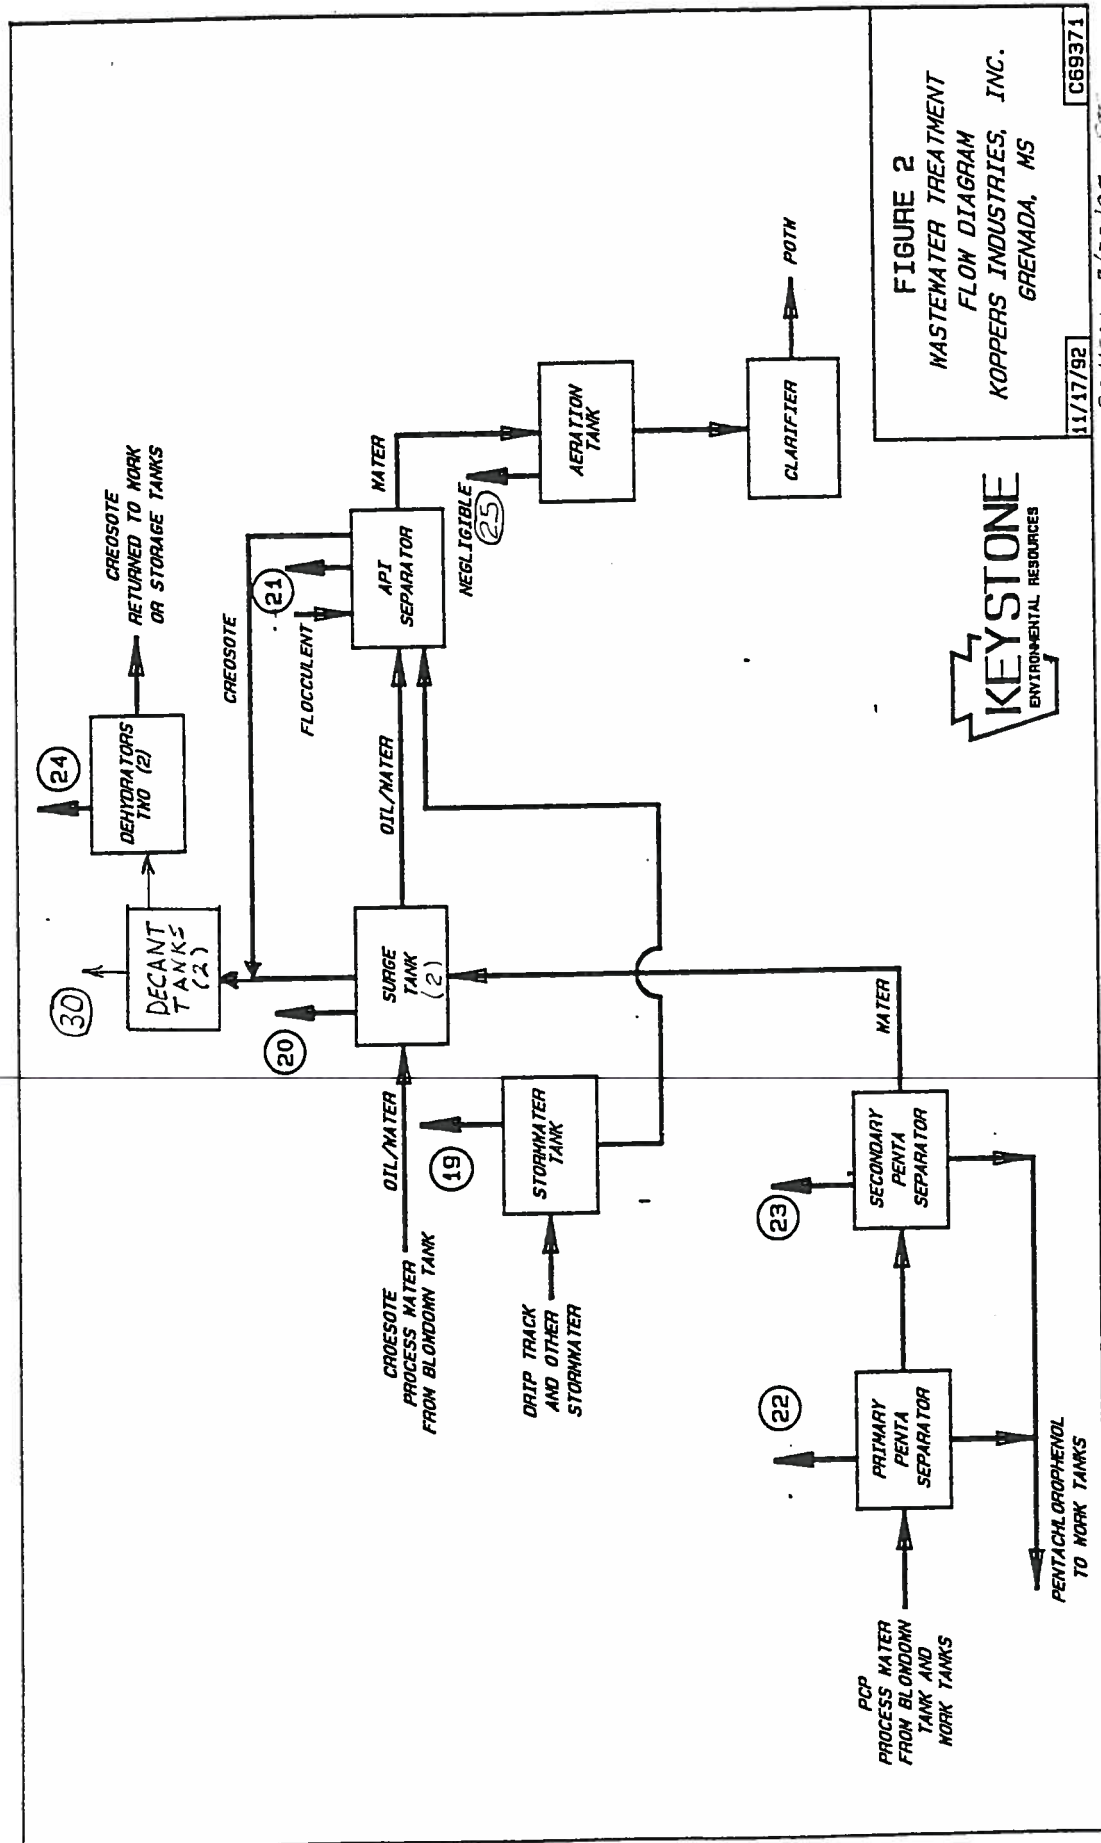 24
CREOSOTE
RETURNED TO WORK
OR STORAGE TANKS
DEHYDRATORS
TWO (2)
30
DECANT
TANKS
(2)
CREOSOTE
20
21
FLOCCULENT
CROESOTE
PROCESS WATER
FROM BLOWDOWN TANK
OIL/WATER
SURGE
TANK
(2)
OIL/WATER
API
SEPARATOR
WATER
19
DRIP TRACK
AND OTHER
STORMWATER
STORMWATER
TANK
NEGLIGIBLE
25
AERATION
TANK
CLARIFIER
POTW
22
23
PCP
PROCESS WATER
FROM BLOWDOWN
TANK AND
WORK TANKS
PRIMARY
PENTA
SEPARATOR
SECONDARY
PENTA
SEPARATOR
WATER
PENTACHLOROPHENOL
TO WORK TANKS
KEYSTONE
ENVIRONMENTAL RESOURCES
FIGURE 2
WASTEWATER TREATMENT
FLOW DIAGRAM
KOPPERS INDUSTRIES, INC.
GRENADA, MS
11/17/92
C69371